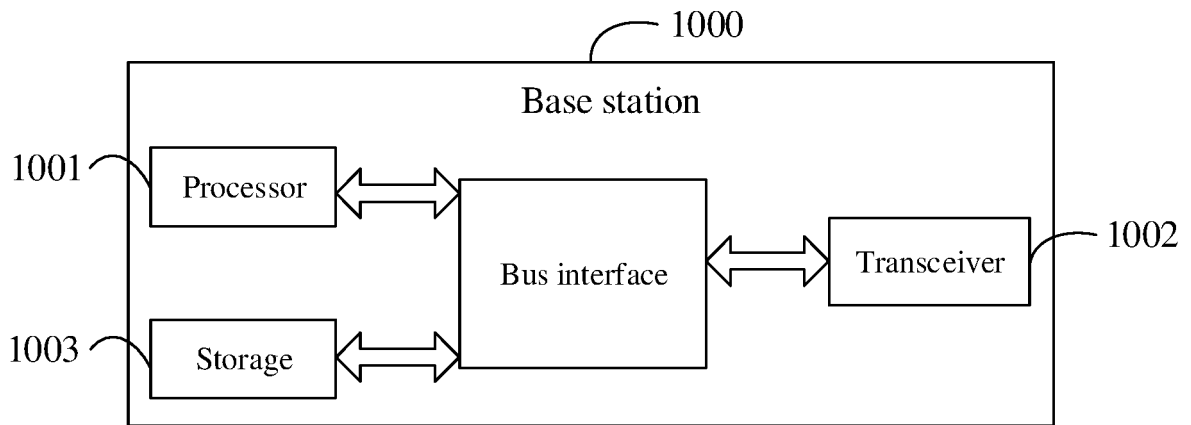 1000
Base station
1001
Processor
Bus interface
Transceiver
1002
1003
Storage